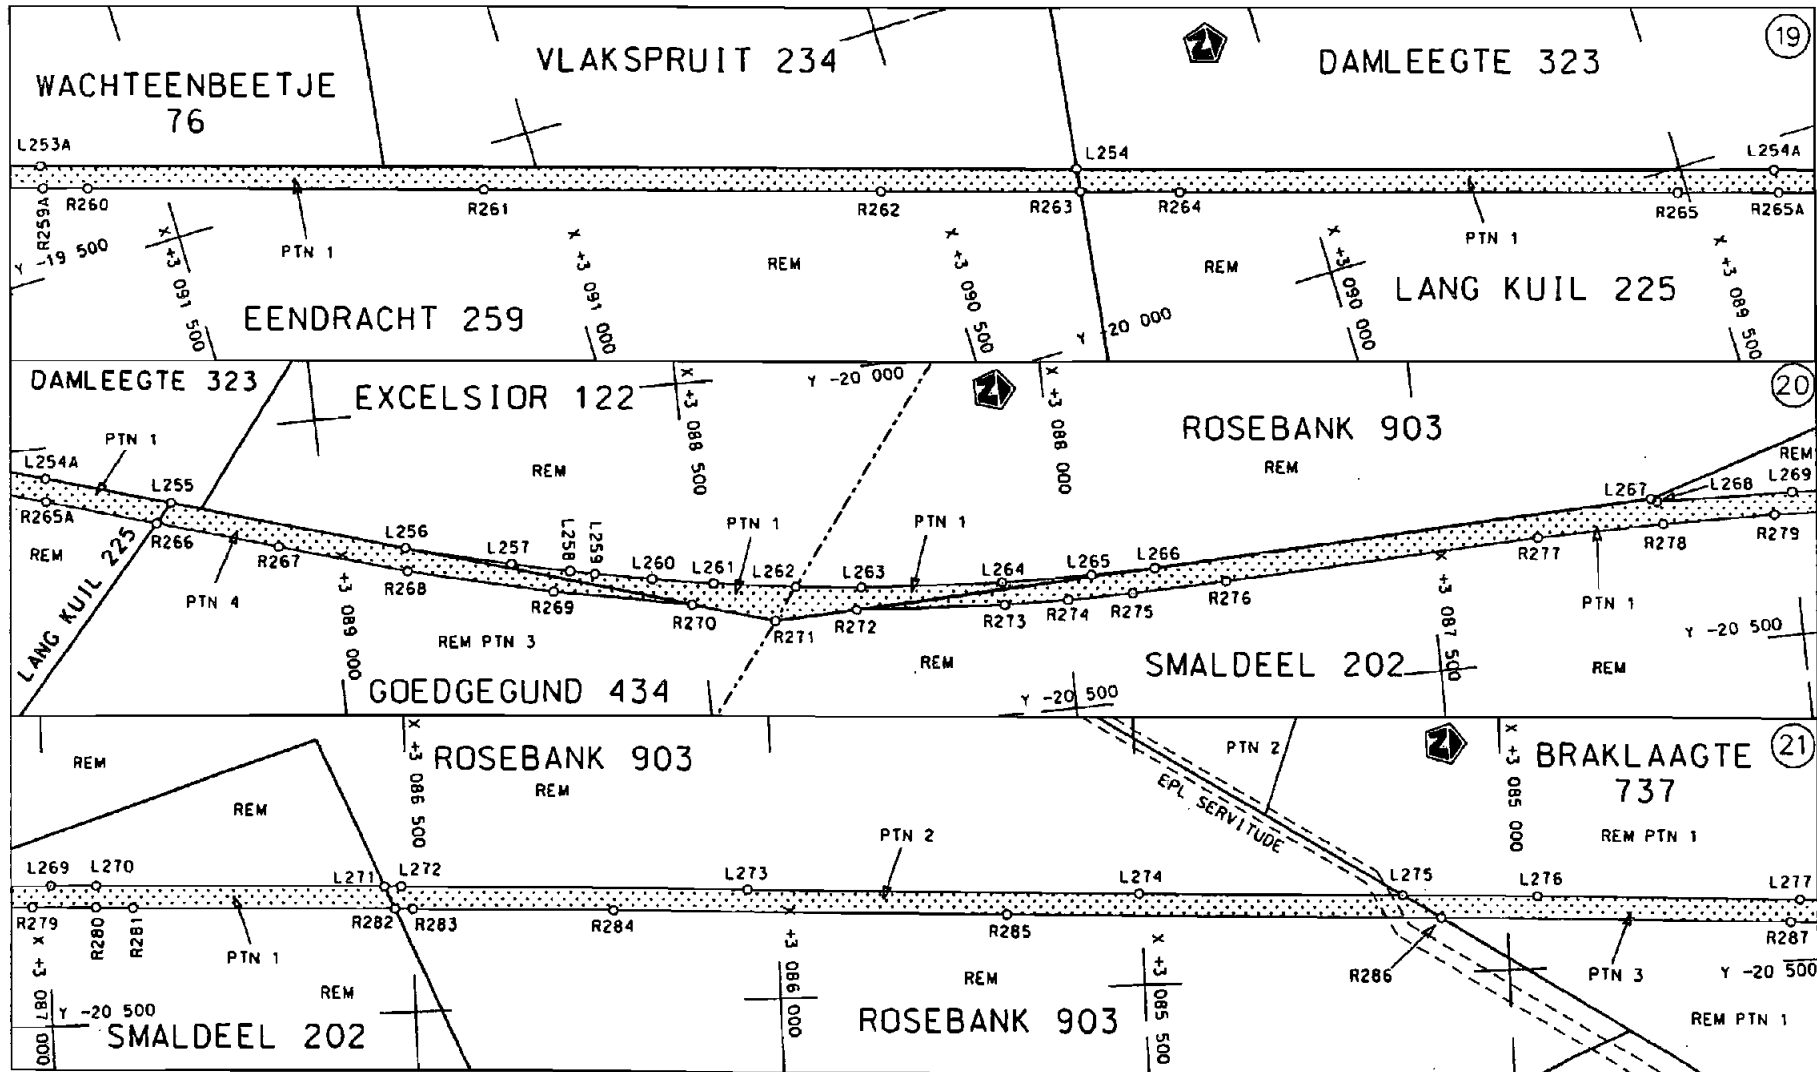 19
WACHTEENBEETJE
76
VLAKSPRUIT 234
DAMLEEGTE 323
L253A
L254
L254A
R259A
R260
R261
R262
R263
R264
R265
R265A
Y -19 500
X +3 091 500
PTN 1
X +3 091 000
REM
X +3 090 500
Y -20 000
REM
X +3 090 000
PTN 1
X +3 089 500
EENDRACHT 259
LANG KUIL 225
20
DAMLEEGTE 323
EXCELSIOR 122
X +3 088 500
Y -20 000
X +3 088 000
ROSEBANK 903
PTN 1
REM
REM
REM
L254A
L255
L256
L257
L258
L259
L260
L261
PTN 1
L262
PTN 1
L263
L264
L265
L266
L267
L268
L269
R265A
REM
LANG KUIL 225
R266
R267
PTN 4
X +3 089 000
R268
R269
R270
R271
R272
R273
R274
R275
R276
R277
R278
R279
PTN 1
REM PTN 3
GOEDGEGUND 434
REM
SMALDEEL 202
X +3 087 500
Y -20 500
REM
Y -20 500
21
REM
REM
X +3 086 500
ROSEBANK 903
REM
PTN 2
EPL SERVITUDE
X +3 085 000
BRAKLAAGTE
737
REM PTN 1
L269
L270
L271
L272
L273
PTN 2
L274
L275
L276
L277
R279
R280
R281
R282
R283
R284
R285
R286
R287
X +3 087 000
PTN 1
Y -20 500
REM
SMALDEEL 202
X +3 086 000
REM
ROSEBANK 903
X +3 085 500
PTN 3
Y -20 500
REM PTN 1